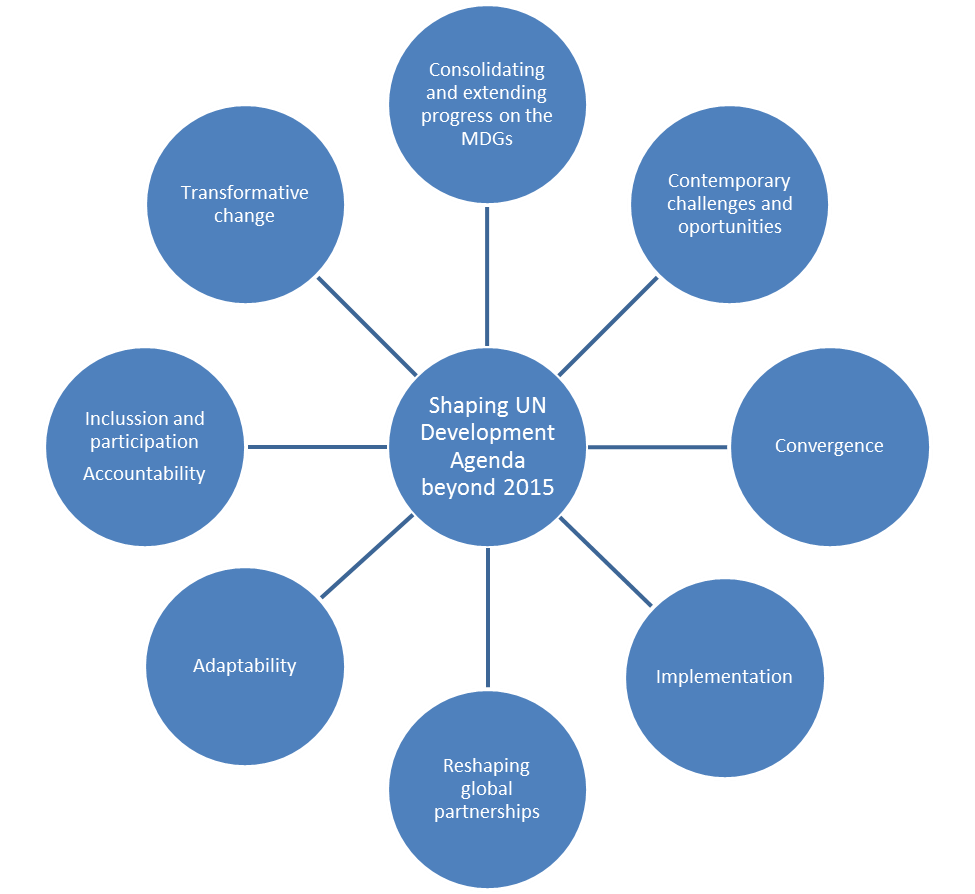 Consolidating
and extending
progress on the
MDGs
Contemporary
challenges and
oportunities
Convergence
Implementation
Reshaping
global
partnerships
Adaptability
Inclussion and
participation
Accountability
Transformative
change
Shaping UN
Development
Agenda
beyond 2015